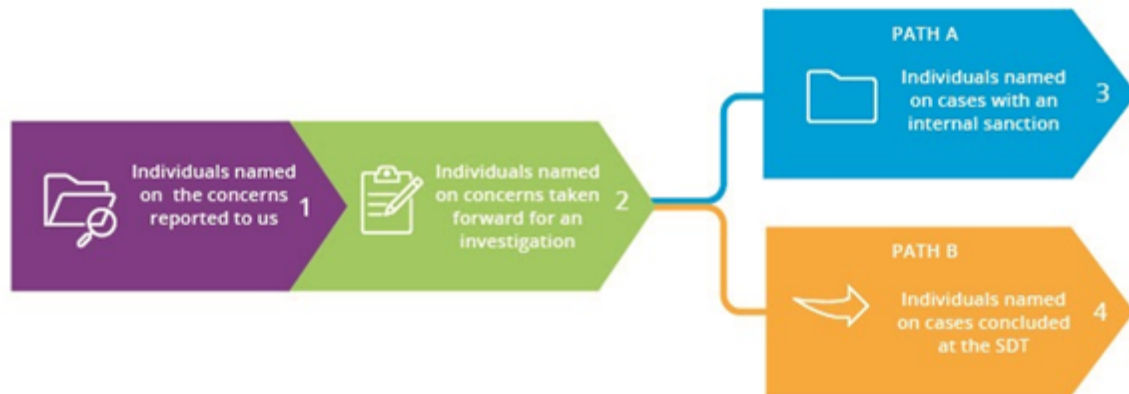 Individuals named
on the concerns
reported to us
1
Individuals named
on concerns taken
forward for an
investigation
2
PATH A
Individuals named
on cases with an
internal sanction
3
PATH B
Individuals named
on cases concluded
at the SDT
4